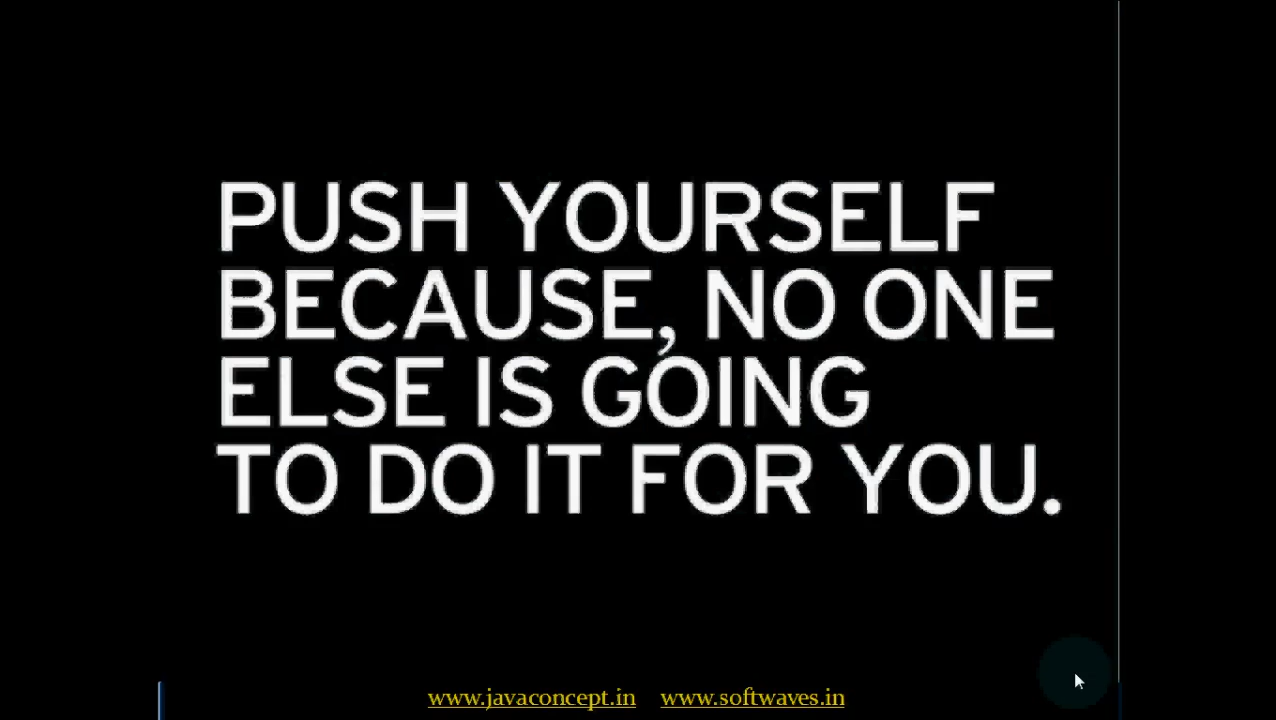 PUSH YOURSELF
BECAUSE, NO ONE
ELSE IS GOING
TO DO IT FOR YOU.
www.javaconcept.in www.softwaves.in